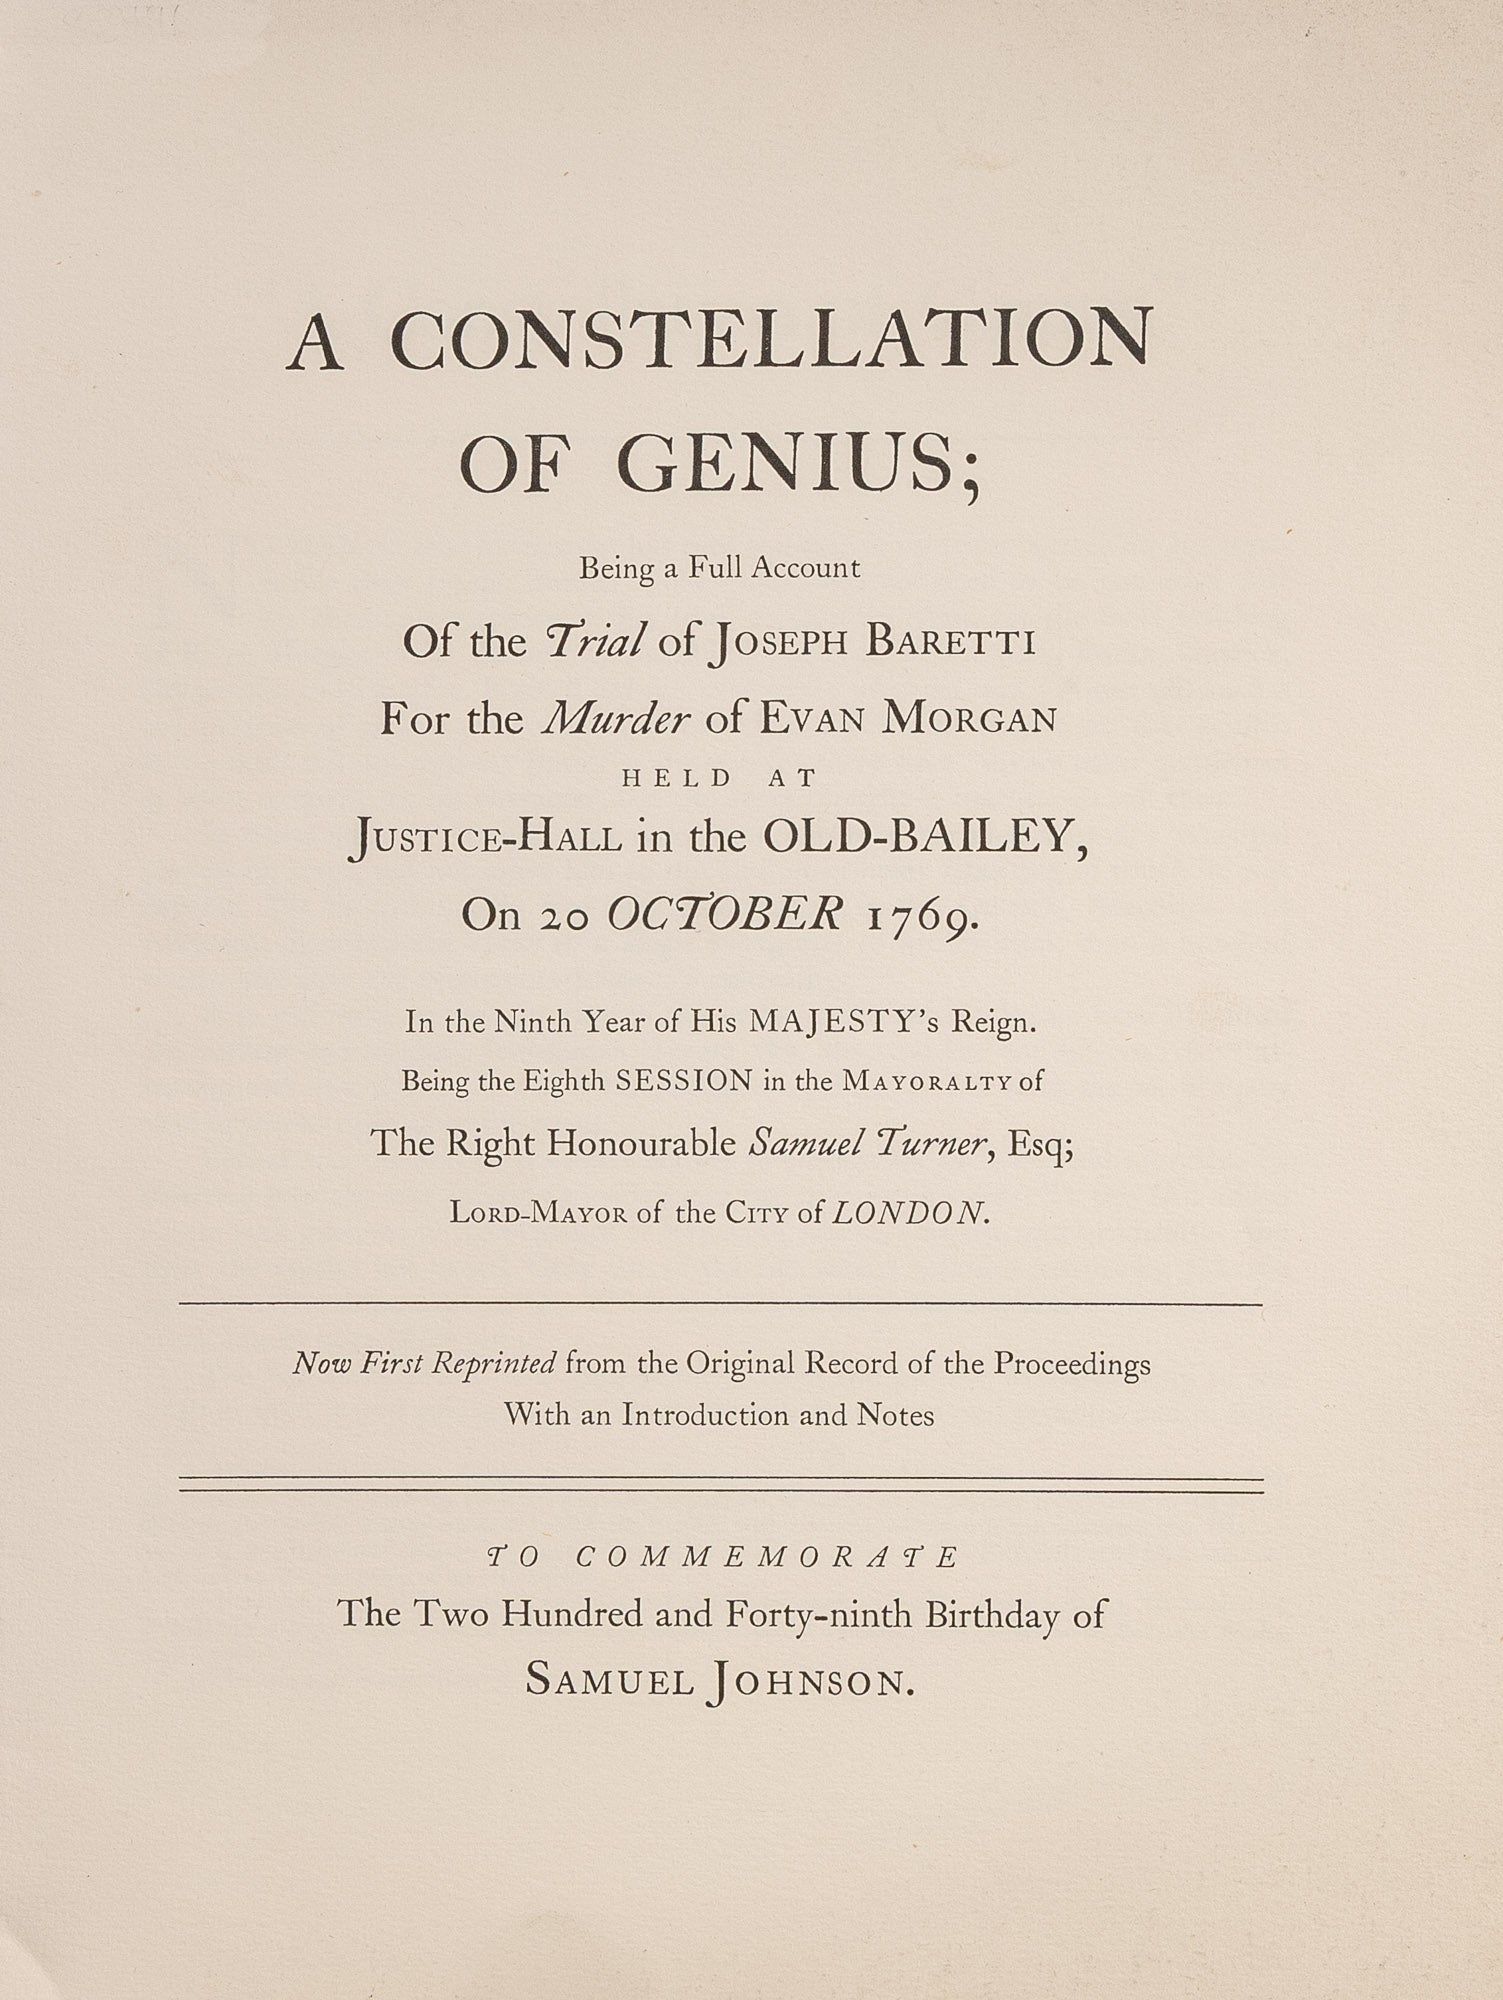 A CONSTELLATION
OF GENIUS;
Being a Full Account
Of the Trial of JOSEPH BARETTI
For the Murder of EVAN MORGAN
HELD AT
JUSTICE-HALL in the OLD-BAILEY,
On 20 OCTOBER 1769.
In the Ninth Year of His MAJESTY's Reign.
Being the Eighth SESSION in the MAYORALTY of
The Right Honourable Samuel Turner, Esq;
LORD-MAYOR of the CITY of LONDON.
Now First Reprinted from the Original Record of the Proceedings
With an Introduction and Notes
TO COMMEMORATE
The Two Hundred and Forty-ninth Birthday of
SAMUEL JOHNSON.